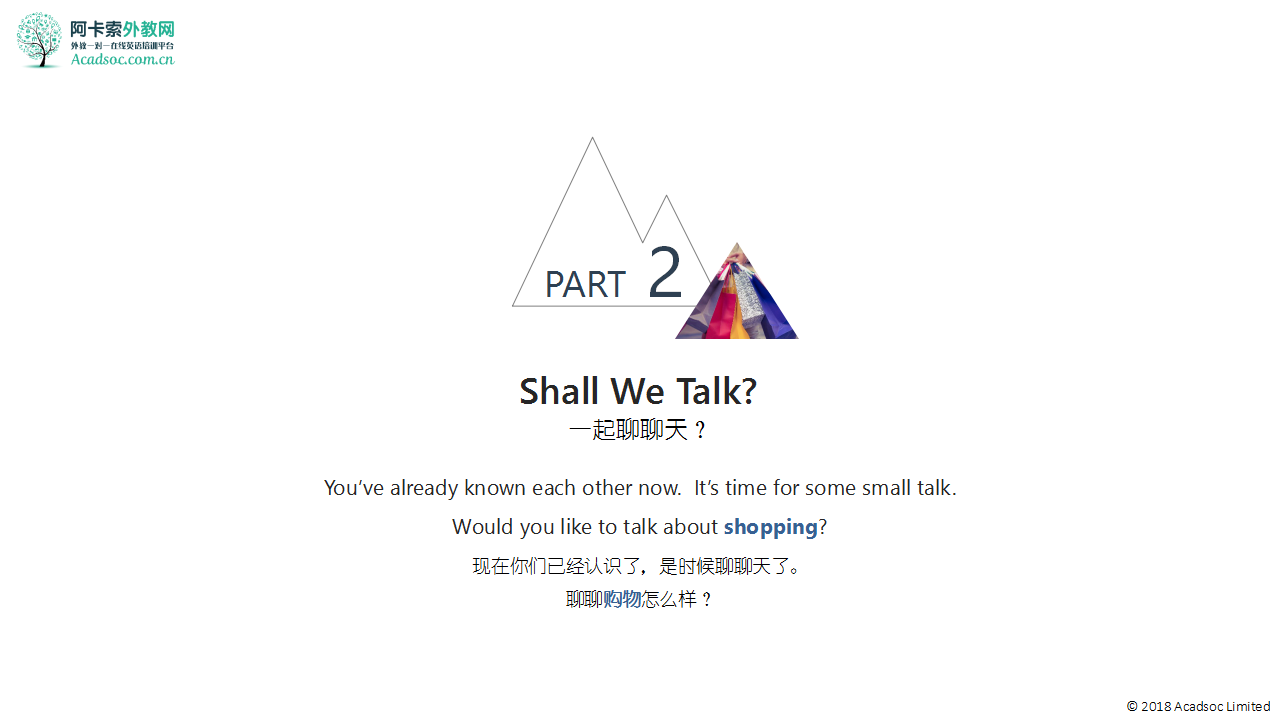 阿卡索外教网
外教一对一在线英语培训平台
Acadsoc.com.cn
PART 2
Shall We Talk?
一起聊聊天？
You’ve already known each other now.  It’s time for some small talk.
Would you like to talk about shopping?
现在你们已经认识了，是时候聊聊天了。
聊聊购物怎么样？
© 2018 Acadsoc Limited